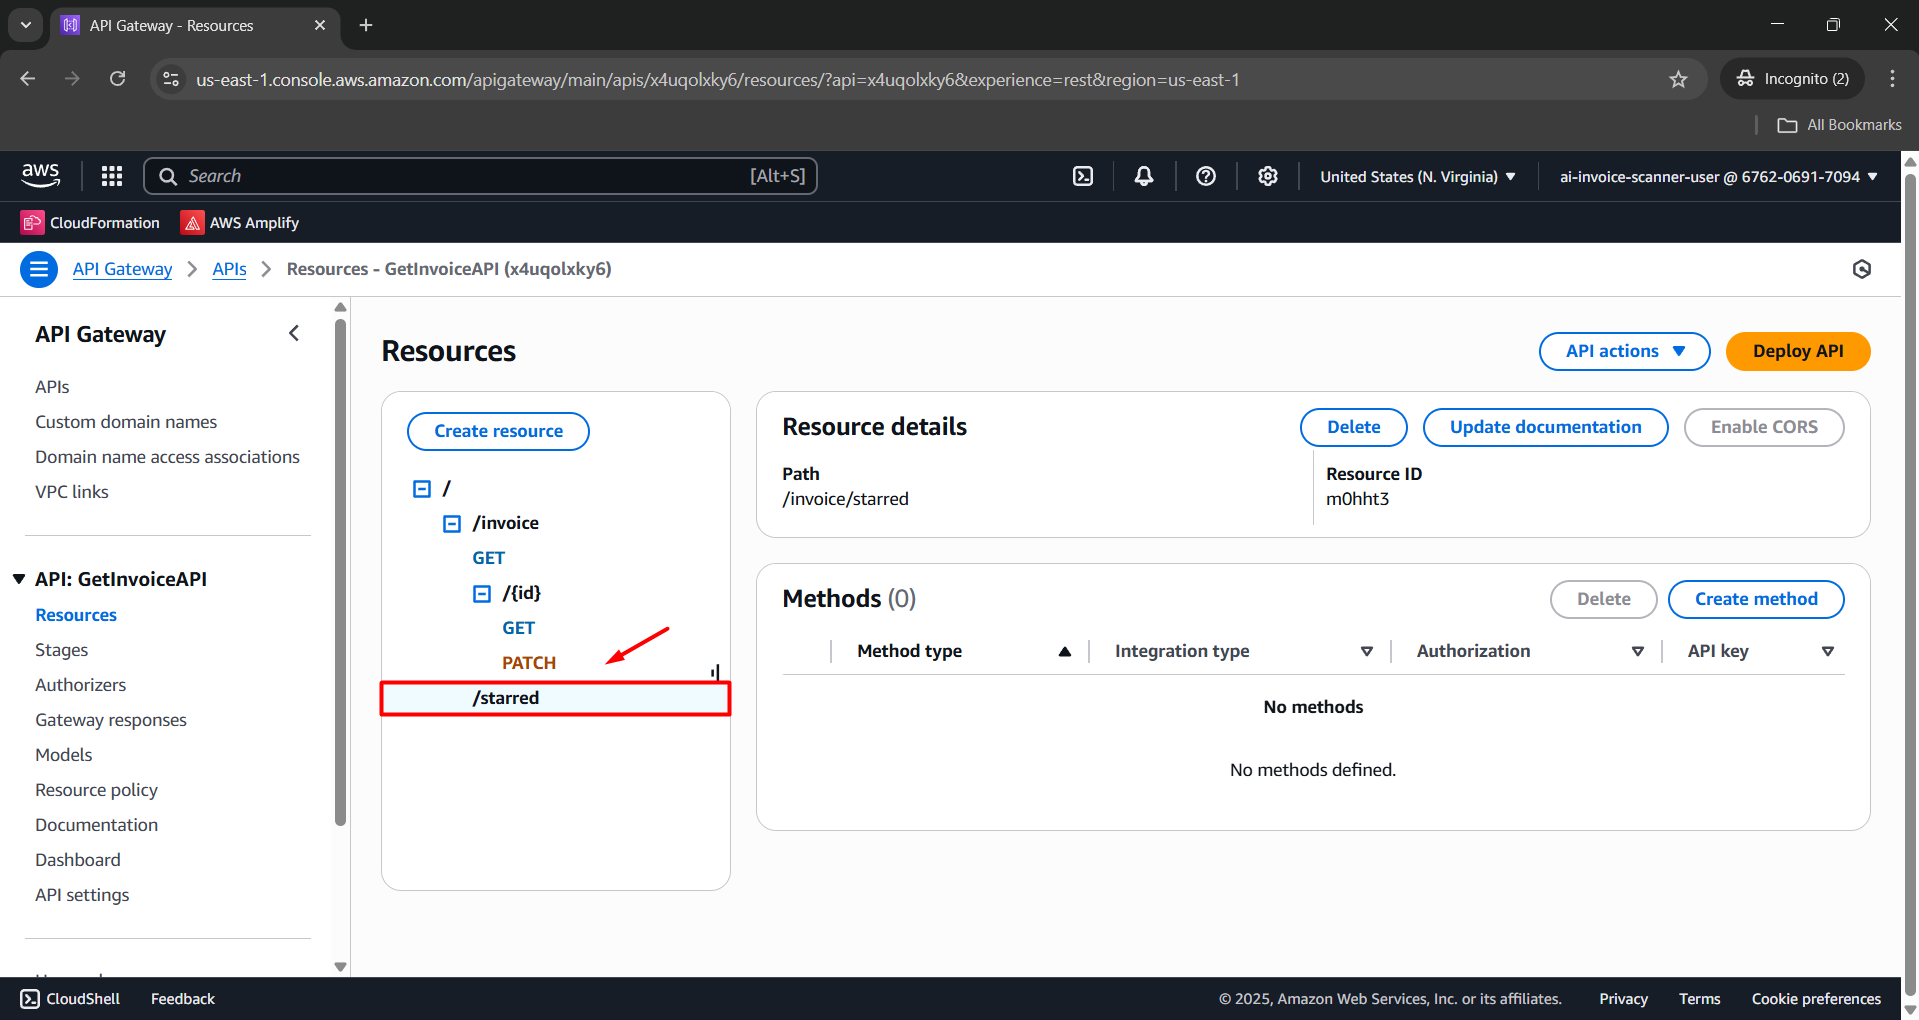 API Gateway - Resources
us-east-1.console.aws.amazon.com/apigateway/main/apis/x4uqolxky6/resources/?api=x4uqolxky6&experience=rest&region=us-east-1
Incognito (2)
All Bookmarks
aws
Search
[Alt+S]
United States (N. Virginia)
ai-invoice-scanner-user @ 6762-0691-7094
CloudFormation
AWS Amplify
API Gateway
APIs
Resources - GetInvoiceAPI (x4uqolxky6)
API Gateway
APIs
Custom domain names
Domain name access associations
VPC links
API: GetInvoiceAPI
Resources
Stages
Authorizers
Gateway responses
Models
Resource policy
Documentation
Dashboard
API settings
Resources
API actions
Deploy API
Create resource
/
/invoice
GET
/{id}
GET
PATCH
/starred
Resource details
Delete
Update documentation
Enable CORS
Path
/invoice/starred
Resource ID
m0hht3
Methods (0)
Delete
Create method
Method type
Integration type
Authorization
API key
No methods
No methods defined.
CloudShell
Feedback
© 2025, Amazon Web Services, Inc. or its affiliates.
Privacy
Terms
Cookie preferences